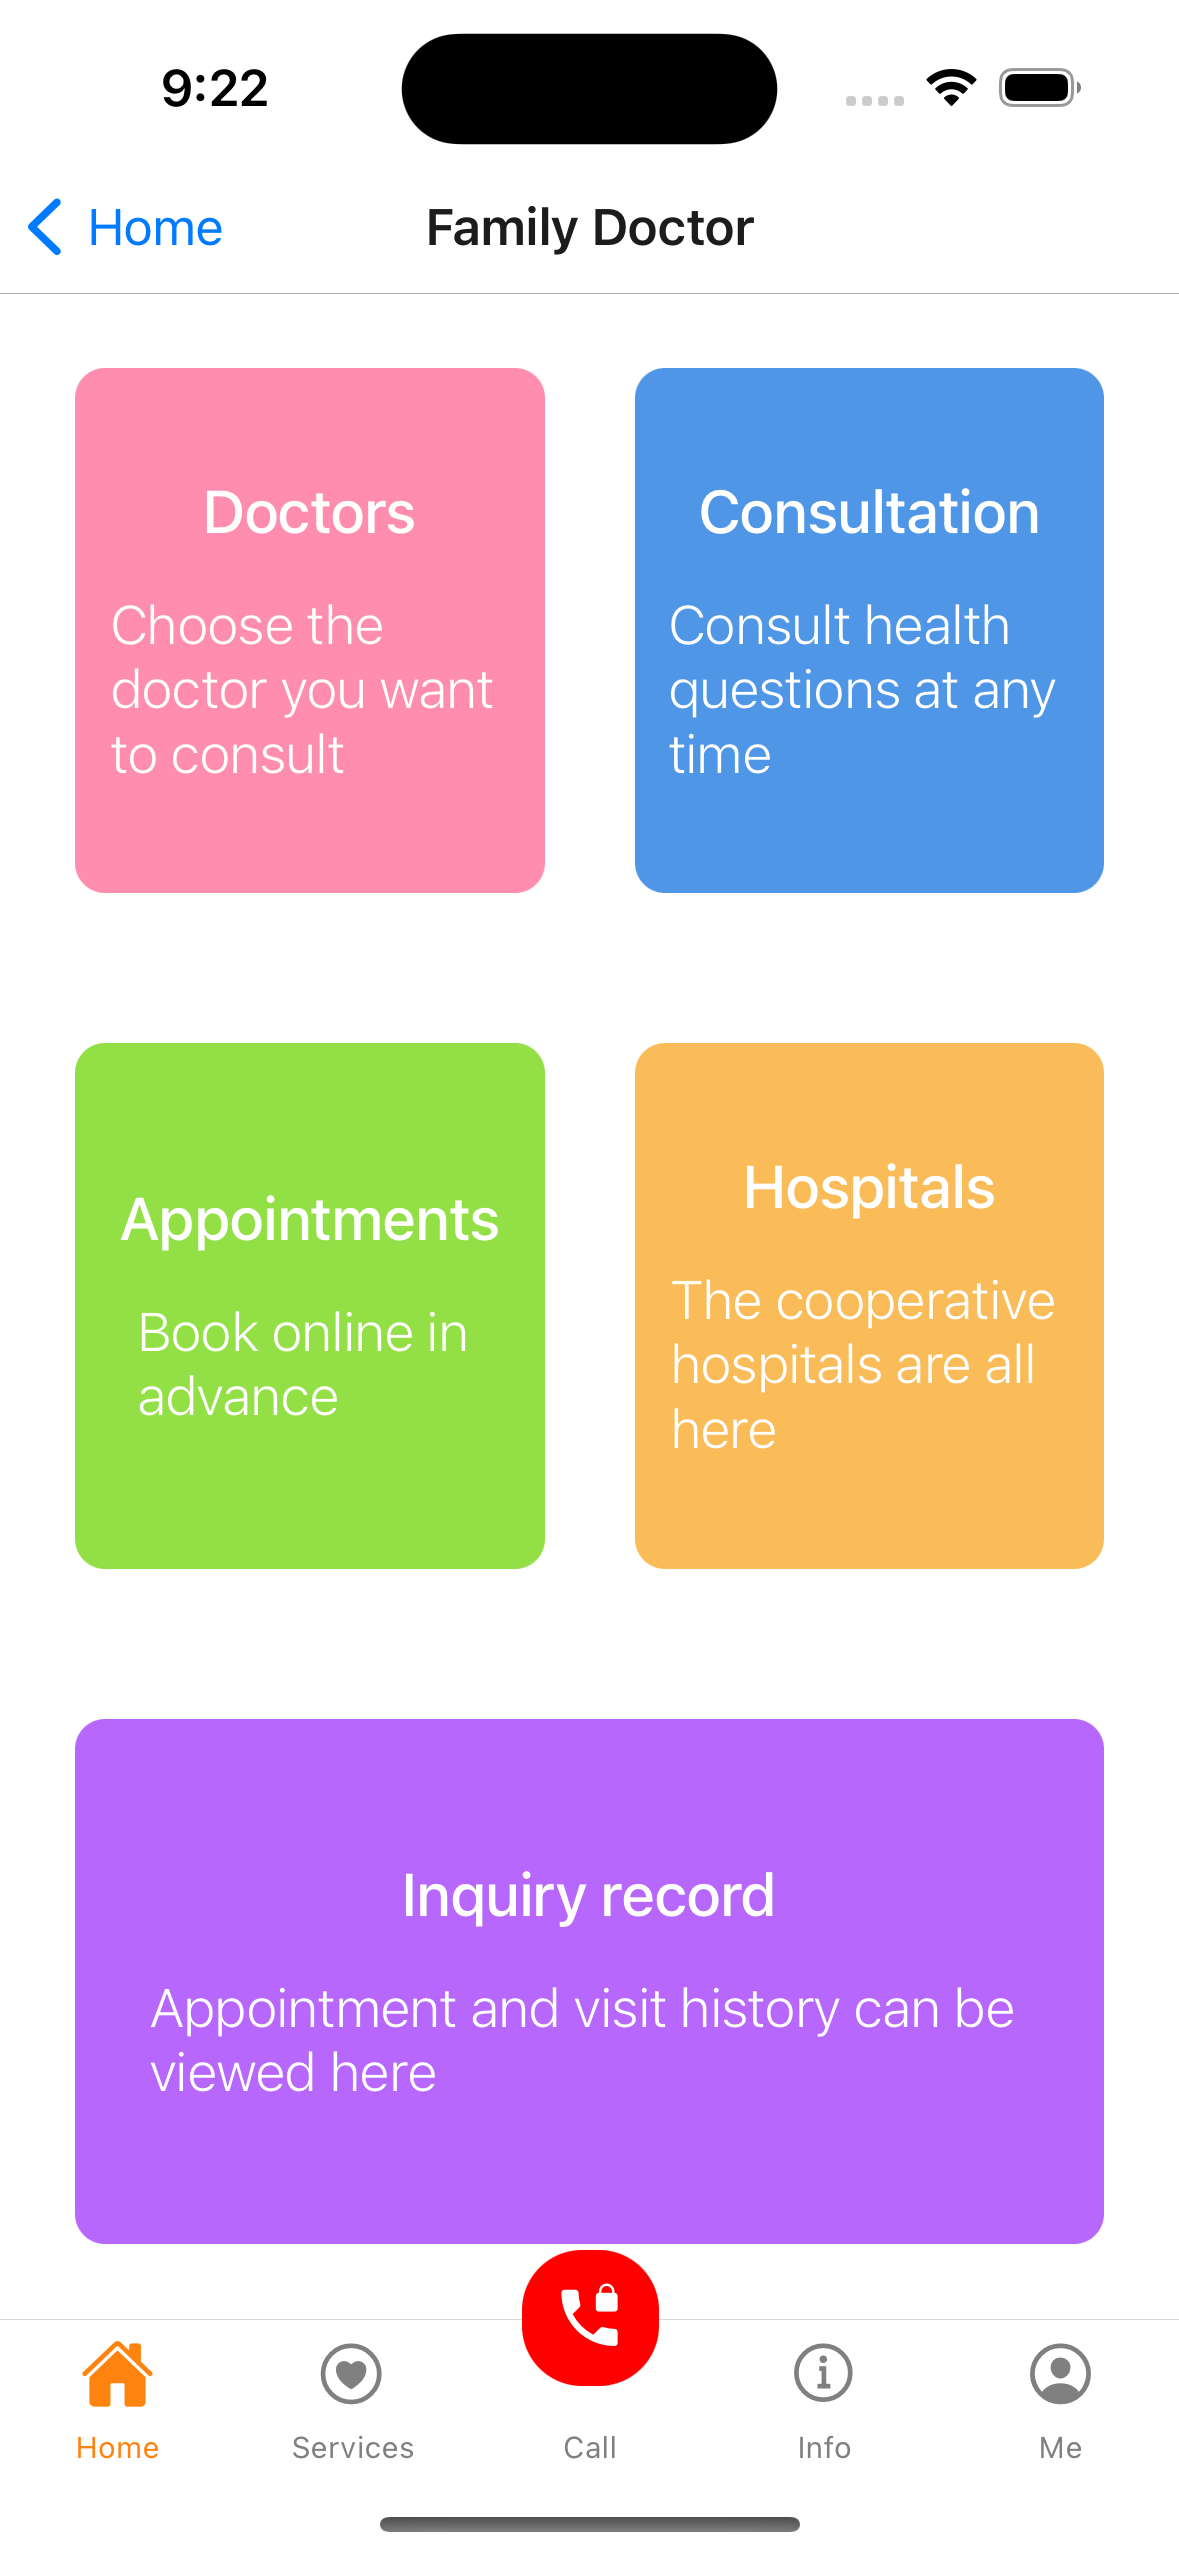 9:22
Home
Family Doctor
Doctors
Choose the
doctor you want
to consult
Consultation
Consult health
questions at any
time
Appointments
Book online in
advance
Hospitals
The cooperative
hospitals are all
here
Inquiry record
Appointment and visit history can be
viewed here
Home
Services
Call
Info
Me